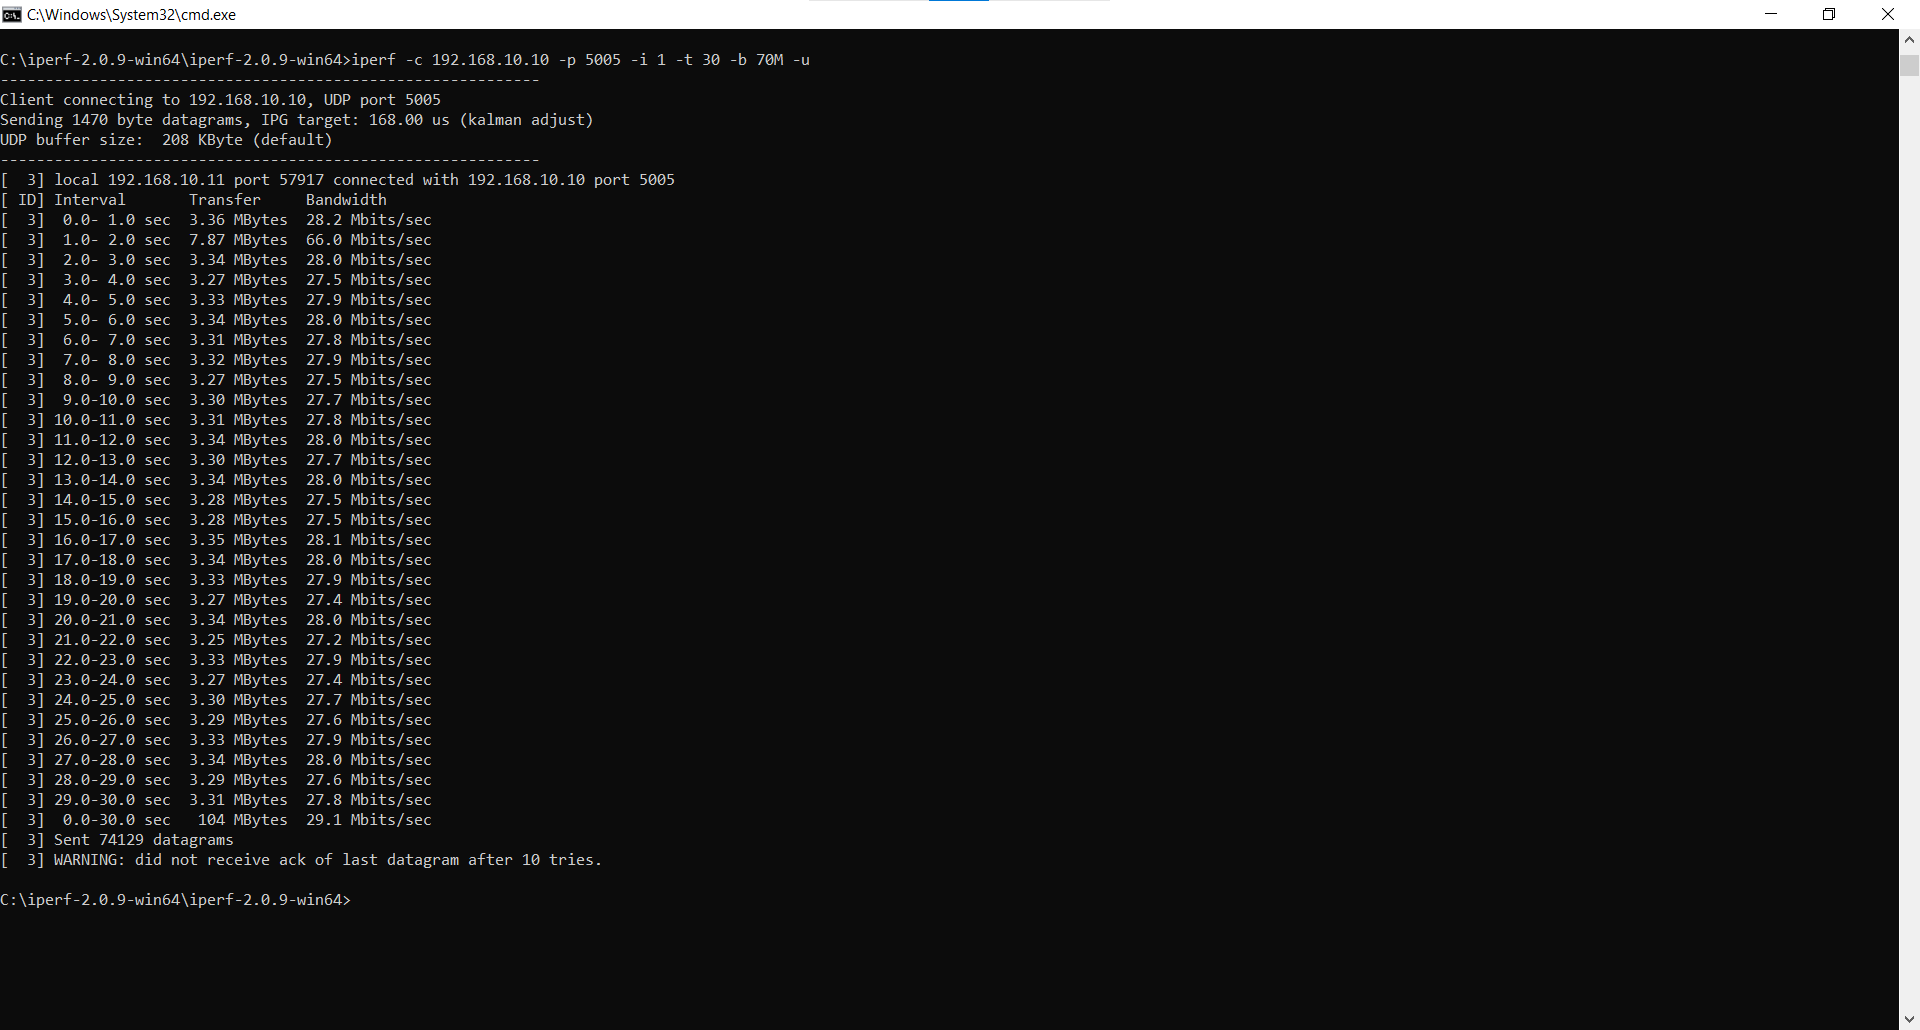 C:\Windows\System32\cmd.exe
C:\iperf-2.0.9-win64\iperf-2.0.9-win64>iperf -c 192.168.10.10 -p 5005 -i 1 -t 30 -b 70M -u
------------------------------------------------------------
Client connecting to 192.168.10.10, UDP port 5005
Sending 1470 byte datagrams, IPG target: 168.00 us (kalman adjust)
UDP buffer size:  208 KByte (default)
------------------------------------------------------------
[  3] local 192.168.10.11 port 57917 connected with 192.168.10.10 port 5005
[ ID] Interval       Transfer     Bandwidth
[  3]  0.0- 1.0 sec  3.36 MBytes  28.2 Mbits/sec
[  3]  1.0- 2.0 sec  7.87 MBytes  66.0 Mbits/sec
[  3]  2.0- 3.0 sec  3.34 MBytes  28.0 Mbits/sec
[  3]  3.0- 4.0 sec  3.27 MBytes  27.5 Mbits/sec
[  3]  4.0- 5.0 sec  3.33 MBytes  27.9 Mbits/sec
[  3]  5.0- 6.0 sec  3.34 MBytes  28.0 Mbits/sec
[  3]  6.0- 7.0 sec  3.31 MBytes  27.8 Mbits/sec
[  3]  7.0- 8.0 sec  3.32 MBytes  27.9 Mbits/sec
[  3]  8.0- 9.0 sec  3.27 MBytes  27.5 Mbits/sec
[  3]  9.0-10.0 sec  3.30 MBytes  27.7 Mbits/sec
[  3] 10.0-11.0 sec  3.31 MBytes  27.8 Mbits/sec
[  3] 11.0-12.0 sec  3.34 MBytes  28.0 Mbits/sec
[  3] 12.0-13.0 sec  3.30 MBytes  27.7 Mbits/sec
[  3] 13.0-14.0 sec  3.34 MBytes  28.0 Mbits/sec
[  3] 14.0-15.0 sec  3.28 MBytes  27.5 Mbits/sec
[  3] 15.0-16.0 sec  3.28 MBytes  27.5 Mbits/sec
[  3] 16.0-17.0 sec  3.35 MBytes  28.1 Mbits/sec
[  3] 17.0-18.0 sec  3.34 MBytes  28.0 Mbits/sec
[  3] 18.0-19.0 sec  3.33 MBytes  27.9 Mbits/sec
[  3] 19.0-20.0 sec  3.27 MBytes  27.4 Mbits/sec
[  3] 20.0-21.0 sec  3.34 MBytes  28.0 Mbits/sec
[  3] 21.0-22.0 sec  3.25 MBytes  27.2 Mbits/sec
[  3] 22.0-23.0 sec  3.33 MBytes  27.9 Mbits/sec
[  3] 23.0-24.0 sec  3.27 MBytes  27.4 Mbits/sec
[  3] 24.0-25.0 sec  3.30 MBytes  27.7 Mbits/sec
[  3] 25.0-26.0 sec  3.29 MBytes  27.6 Mbits/sec
[  3] 26.0-27.0 sec  3.33 MBytes  27.9 Mbits/sec
[  3] 27.0-28.0 sec  3.34 MBytes  28.0 Mbits/sec
[  3] 28.0-29.0 sec  3.29 MBytes  27.6 Mbits/sec
[  3] 29.0-30.0 sec  3.31 MBytes  27.8 Mbits/sec
[  3]  0.0-30.0 sec   104 MBytes  29.1 Mbits/sec
[  3] Sent 74129 datagrams
[  3] WARNING: did not receive ack of last datagram after 10 tries.
C:\iperf-2.0.9-win64\iperf-2.0.9-win64>